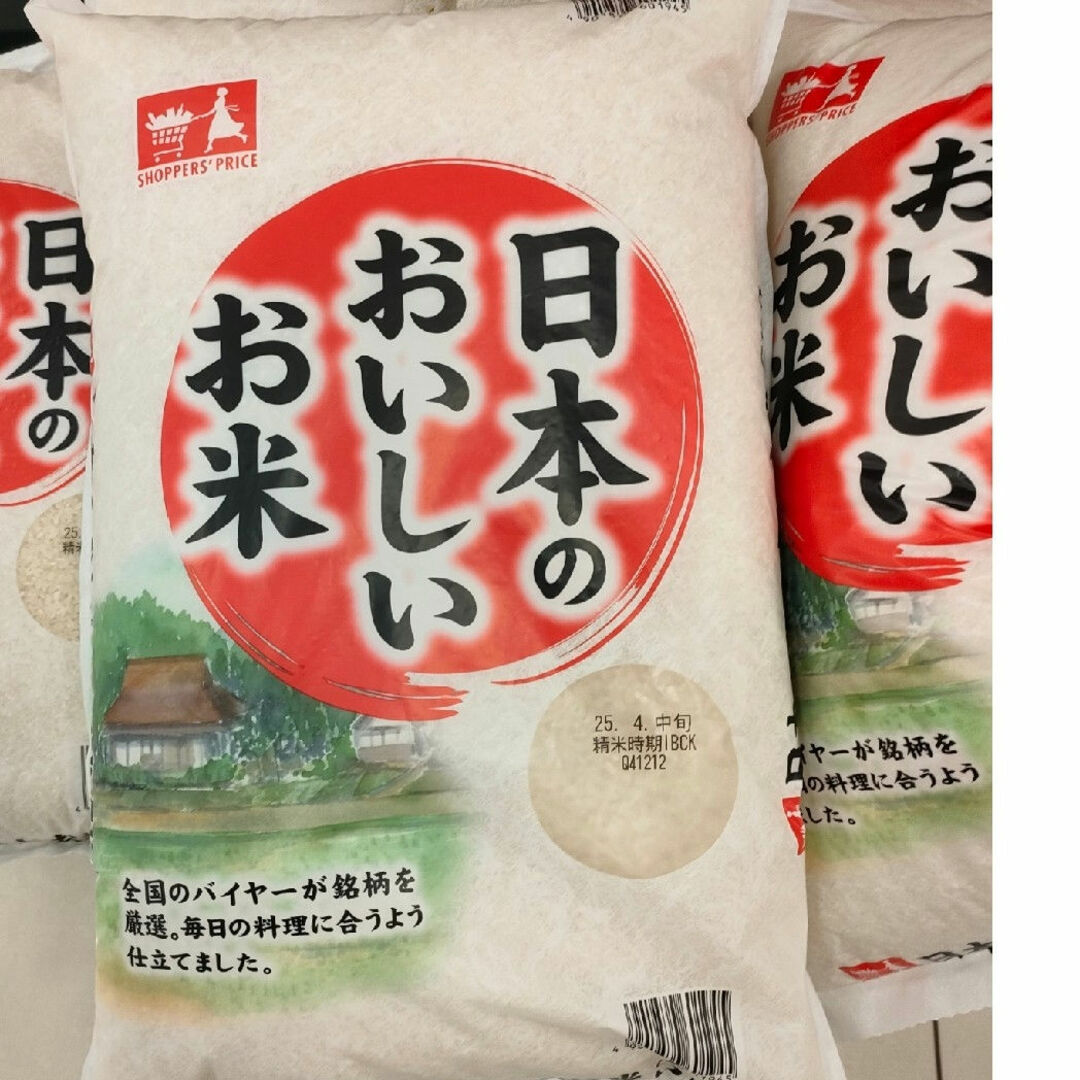 SHOPPERS' PRICE
日本の
おいしい
お米
25. 4. 中旬
精米時期IBCK
Q41212
全国のバイヤーが銘柄を
厳選。毎日の料理に合うよう
仕立てました。
日本の
25.
精米
SHOPPERS' PRICE
おいしい
お米
イヤーが銘柄を
の料理に合うよう
した。